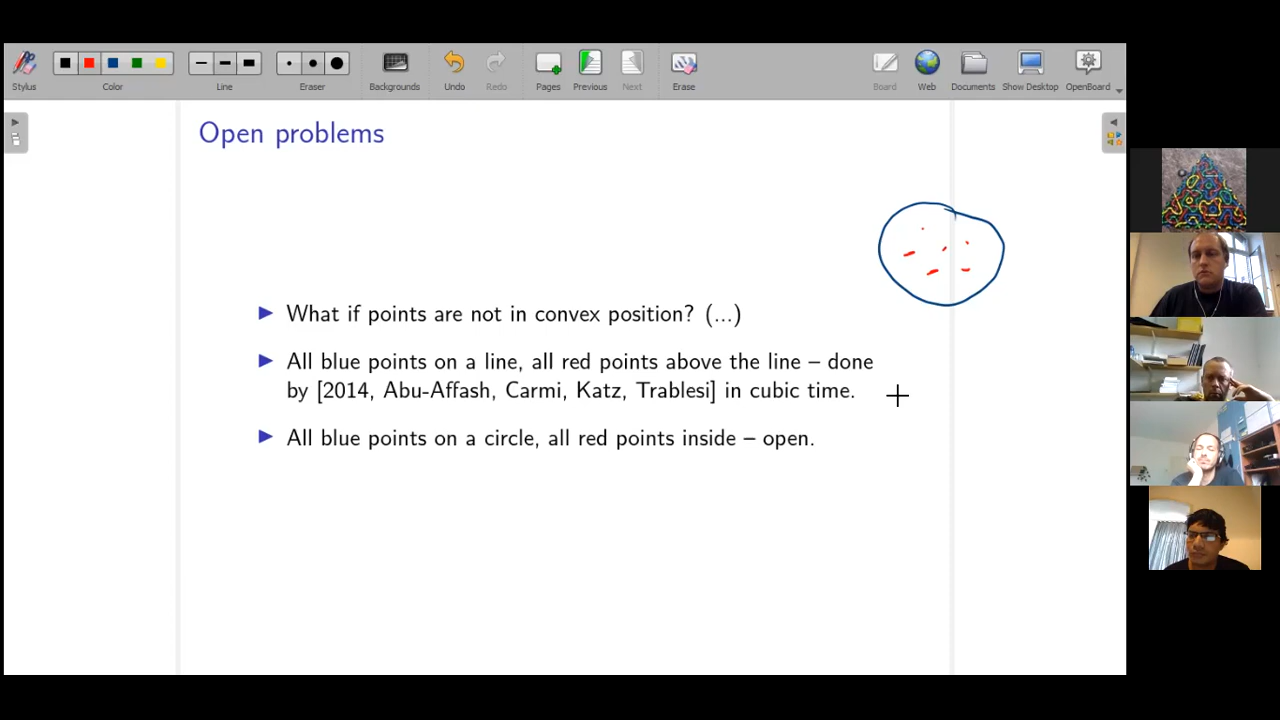 Stylus
Color
Line
Eraser
Backgrounds
Undo
Redo
Pages
Previous
Next
Erase
Board
Web
Documents
Show Desktop
OpenBoard
Open problems
What if points are not in convex position? (...)
All blue points on a line, all red points above the line – done
by [2014, Abu-Affash, Carmi, Katz, Trablesi] in cubic time.
All blue points on a circle, all red points inside – open.